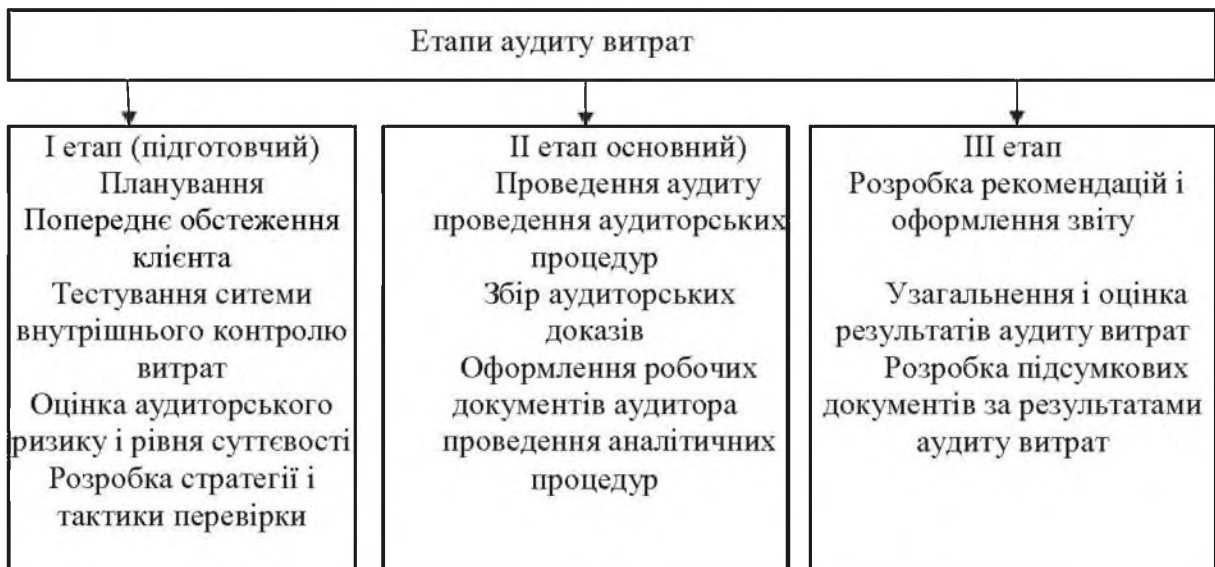 Етапи аудиту витрат
І етап (підготовчий)
Планування
Попереднє обстеження
клієнта
Тестування ситеми
внутрішнього контролю
витрат
Оцінка аудиторського
ризику і рівня суттєвості
Розробка стратегії і
тактики перевірки
ІІ етап основний)
Проведення аудиту
проведення аудиторських
процедур
Збір аудиторських
доказів
Оформлення робочих
документів аудитора
проведення аналітичних
процедур
ІІІ етап
Розробка рекомендацій і
оформлення звіту
Узагальнення і оцінка
результатів аудиту витрат
Розробка підсумкових
документів за результатами
аудиту витрат